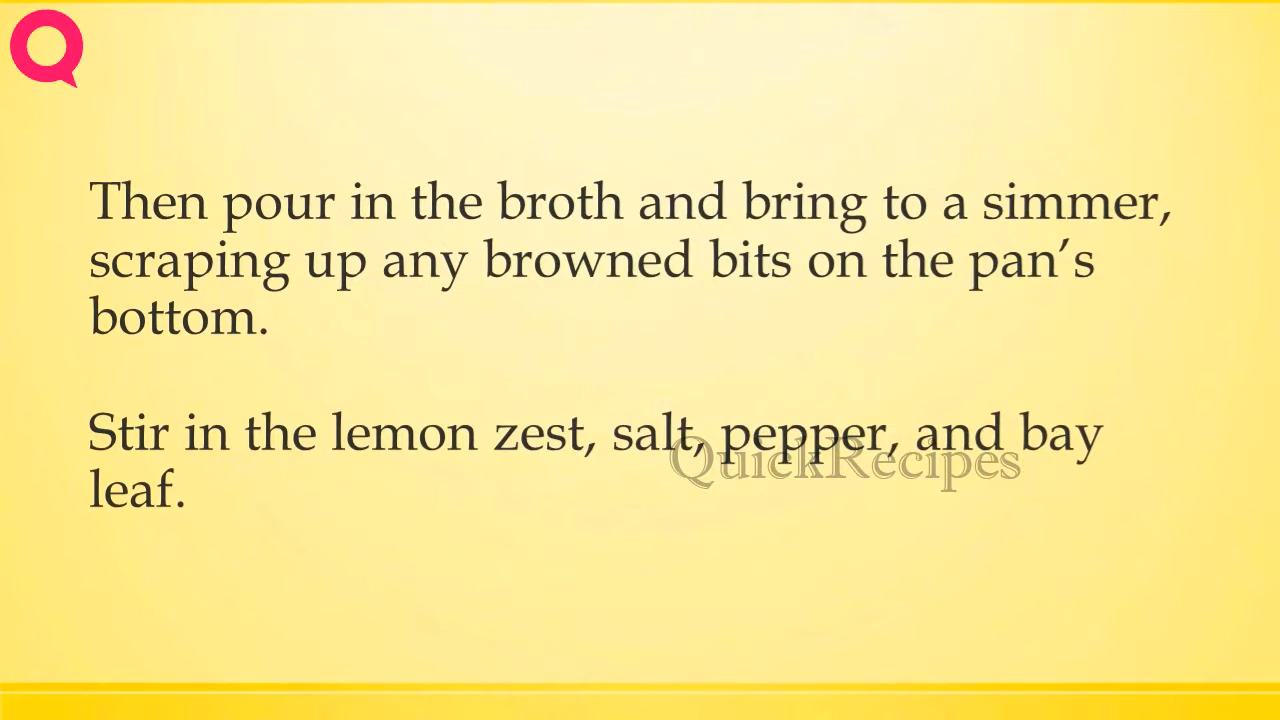 Then pour in the broth and bring to a simmer,
scraping up any browned bits on the pan’s
bottom.
Stir in the lemon zest, salt, pepper, and bay
leaf.
QuickRecipes